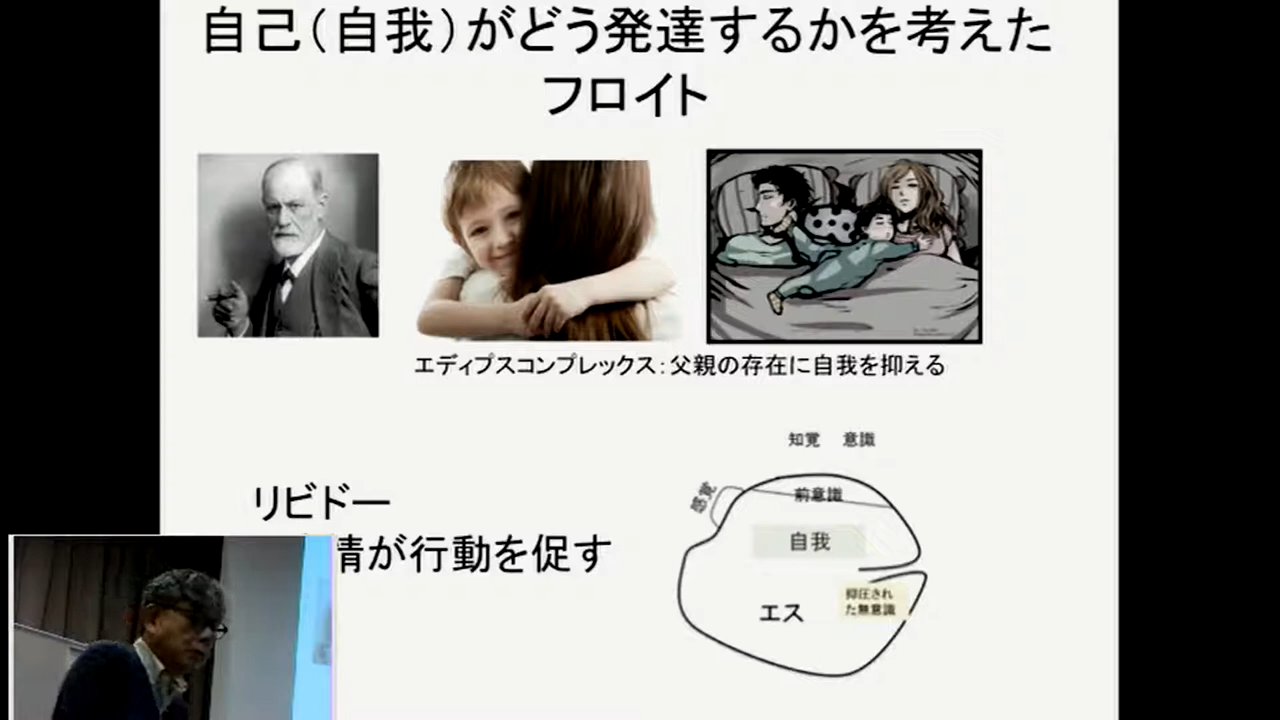 自己（自我）がどう発達するかを考えた
フロイト
エディプスコンプレックス：父親の存在に自我を抑える
知覚 意識
感覚
前意識
自我
エス
抑圧され
た無意識
リビドー
情が行動を促す